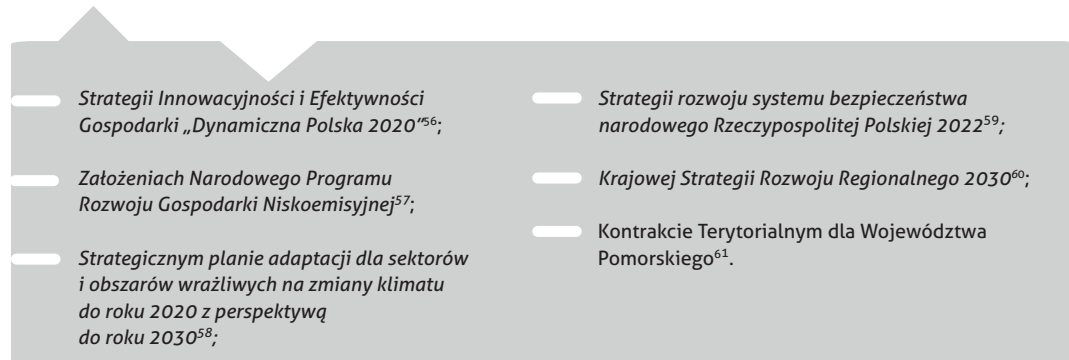 Strategii Innowacyjności i Efektywności
Gospodarki „Dynamiczna Polska 2020”⁵⁶;
Założeniach Narodowego Programu
Rozwoju Gospodarki Niskoemisyjnej⁵⁷;
Strategicznym planie adaptacji dla sektorów
i obszarów wrażliwych na zmiany klimatu
do roku 2020 z perspektywą
do roku 2030⁵⁸;
Strategii rozwoju systemu bezpieczeństwa
narodowego Rzeczypospolitej Polskiej 2022⁵⁹;
Krajowej Strategii Rozwoju Regionalnego 2030⁶⁰;
Kontrakcie Terytorialnym dla Województwa
Pomorskiego⁶¹.